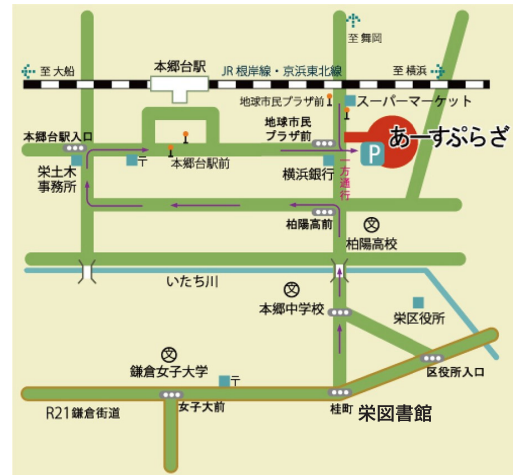 至 舞岡
至 大船
本郷台駅
JR 根岸線・京浜東北線
至 横浜
地球市民プラザ前
スーパーマーケット
本郷台駅入口
地球市民
プラザ前
あーすぷらざ
P
栄土木
事務所
〒
本郷台駅前
横浜銀行
一方通行
文
柏陽高前
柏陽高校
いたち川
文
本郷中学校
栄区役所
文
鎌倉女子大学
〒
区役所入口
R21鎌倉街道
女子大前
桂町
栄図書館